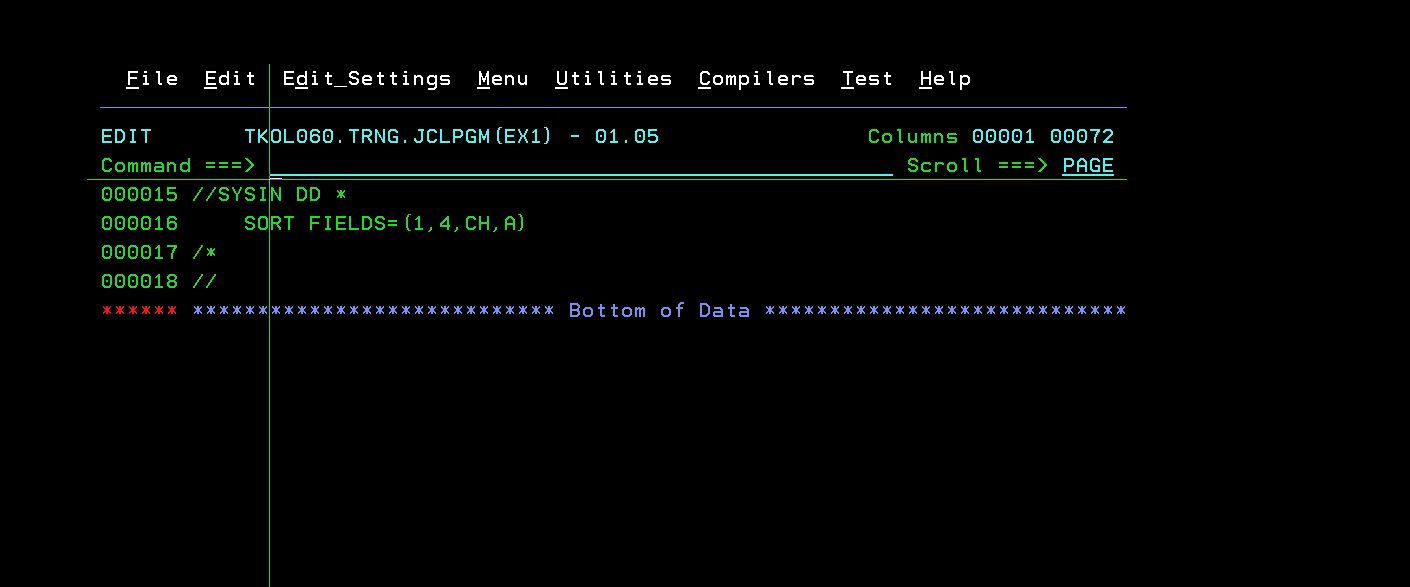 File  Edit  Edit_Settings  Menu  Utilities  Compilers  Test  Help
EDIT       TKOL060.TRNG.JCLPGM(EX1) - 01.05                Columns 00001 00072
Command ===>                                                  Scroll ===> PAGE
000015 //SYSIN DD *
000016     SORT FIELDS=(1,4,CH,A)
000017 /*
000018 //
****** **************************** Bottom of Data ****************************